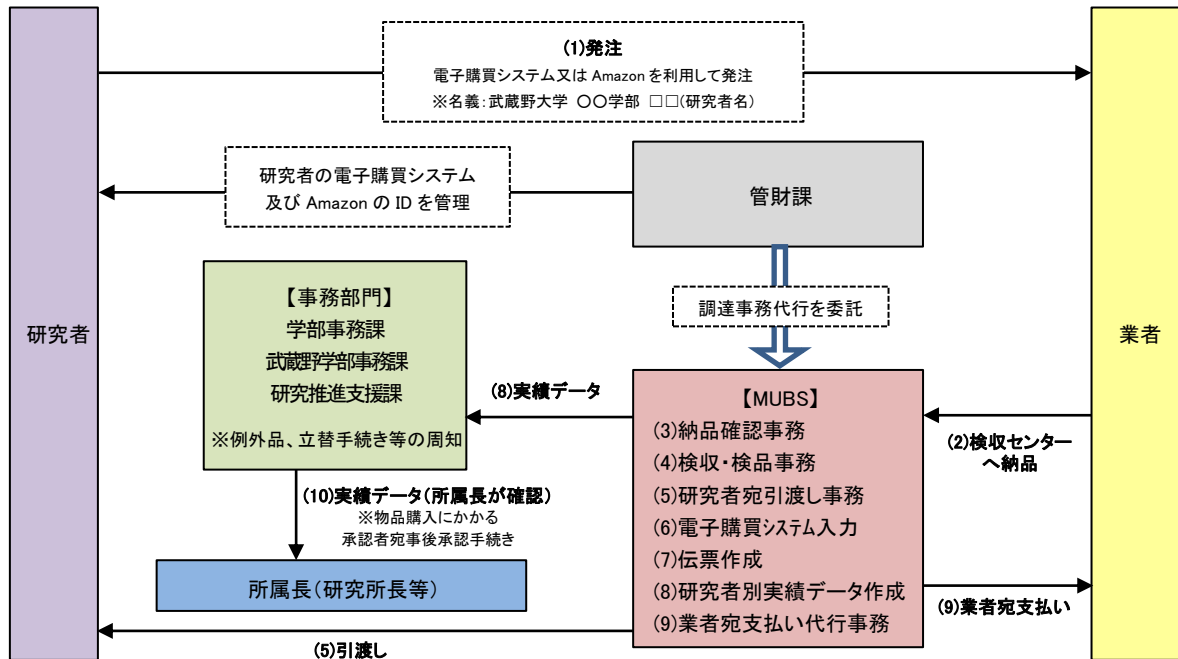 (1)発注
電子購買システム又は Amazon を利用して発注
※名義：武蔵野大学 〇〇学部 □□(研究者名)
研究者の電子購買システム
及び Amazon の ID を管理
管財課
調達事務代行を委託
研究者
業者
【事務部門】
学部事務課
武蔵野学部事務課
研究推進支援課
※例外品、立替手続き等の周知
(8)実績データ
【MUBS】
(3)納品確認事務
(4)検収・検品事務
(5)研究者宛引渡し事務
(6)電子購買システム入力
(7)伝票作成
(8)研究者別実績データ作成
(9)業者宛支払い代行事務
(2)検収センター
へ納品
(10)実績データ(所属長が確認)
※物品購入にかかる
承認者宛事後承認手続き
所属長(研究所長等)
(9)業者宛支払い
(5)引渡し